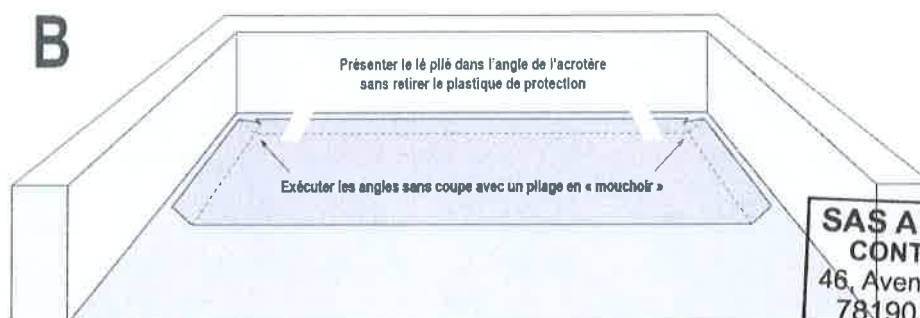 B
Présenter le lé plié dans l'angle de l'acrotère
sans retirer le plastique de protection
Exécuter les angles sans coupe avec un pliage en « mouchoir »
SAS A
CONT
46, Aven
78190